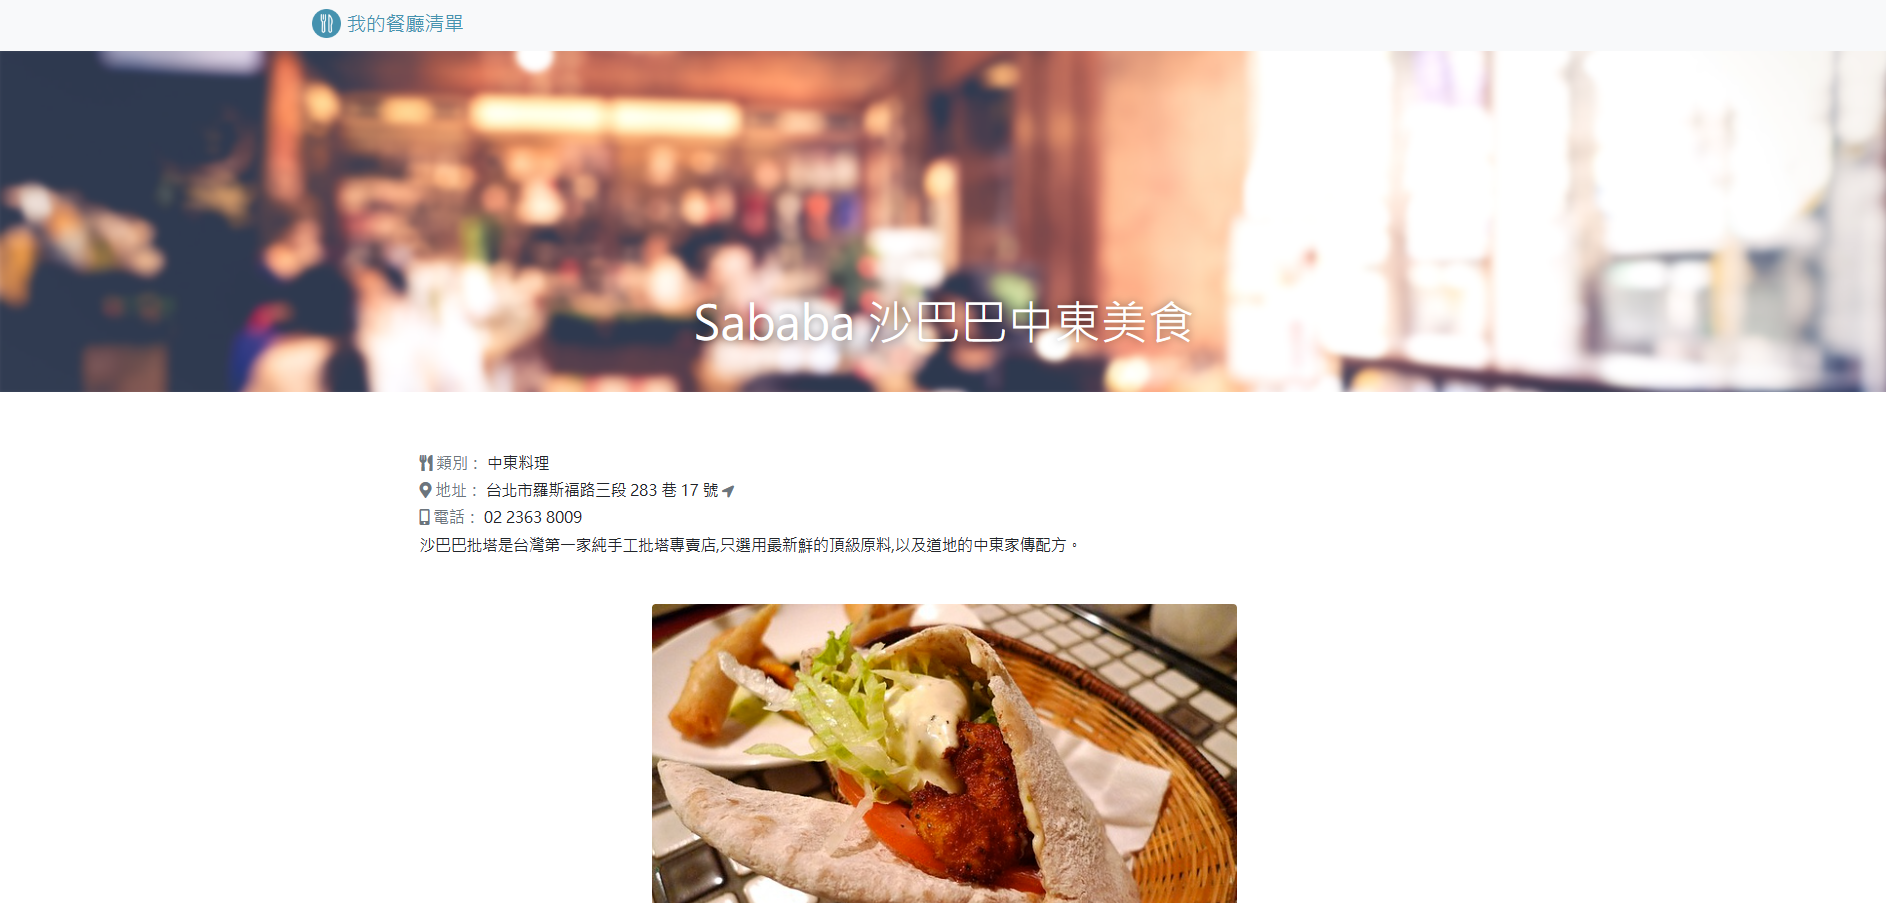 我的餐廳清單
Sababa 沙巴巴中東美食
類別： 中東料理
地址： 台北市羅斯福路三段 283 巷 17 號
電話： 02 2363 8009
沙巴巴批塔是台灣第一家純手工批塔專賣店,只選用最新鮮的頂級原料,以及道地的中東家傳配方。